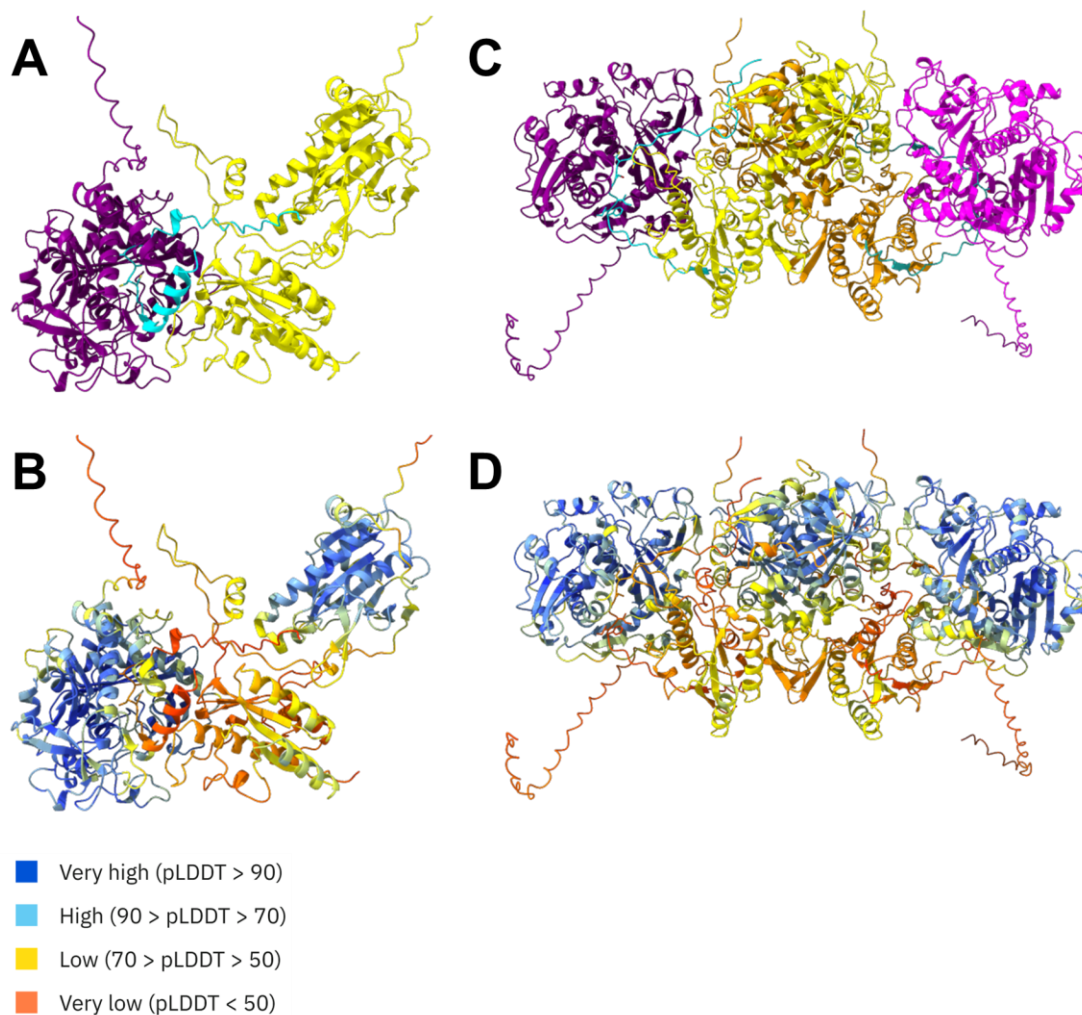 A
C
B
D
Very high (pLDDT > 90)
High (90 > pLDDT > 70)
Low (70 > pLDDT > 50)
Very low (pLDDT < 50)